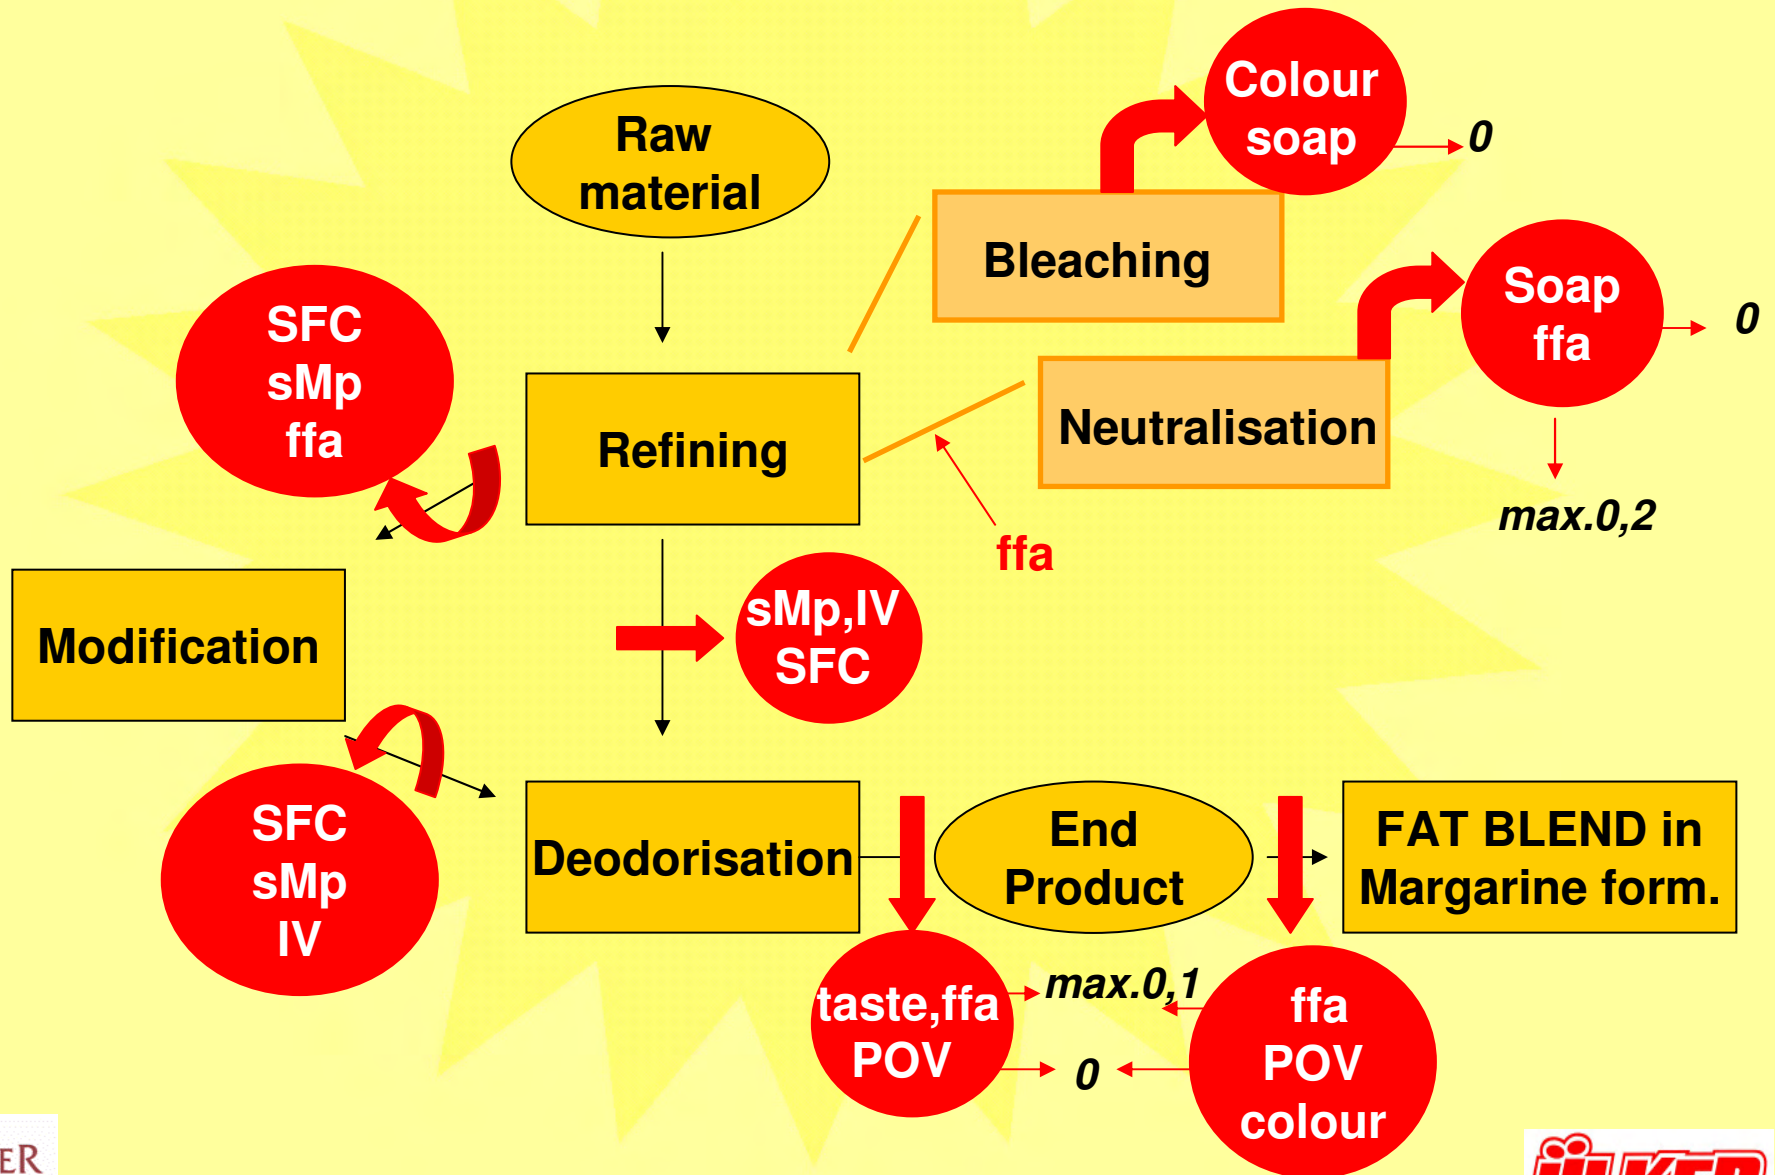 Raw
material
Colour
soap
0
Bleaching
Soap
ffa
0
max.0,2
Neutralisation
SFC
sMp
ffa
Refining
ffa
sMp,IV
SFC
Modification
SFC
sMp
IV
Deodorisation
End
Product
FAT BLEND in
Margarine form.
taste,ffa
POV
max.0,1
0
ffa
POV
colour
ER
ÜLKER